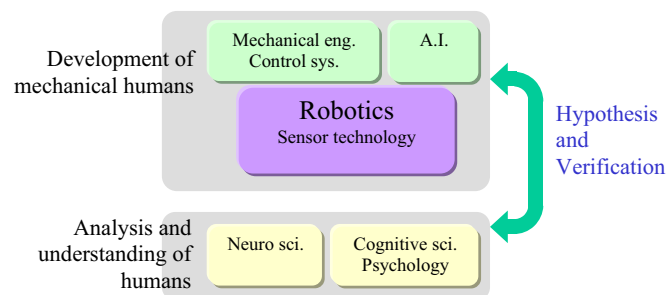 Development of
mechanical humans
Mechanical eng.
Control sys.
A.I.
Robotics
Sensor technology
Hypothesis
and
Verification
Analysis and
understanding of
humans
Neuro sci.
Cognitive sci.
Psychology